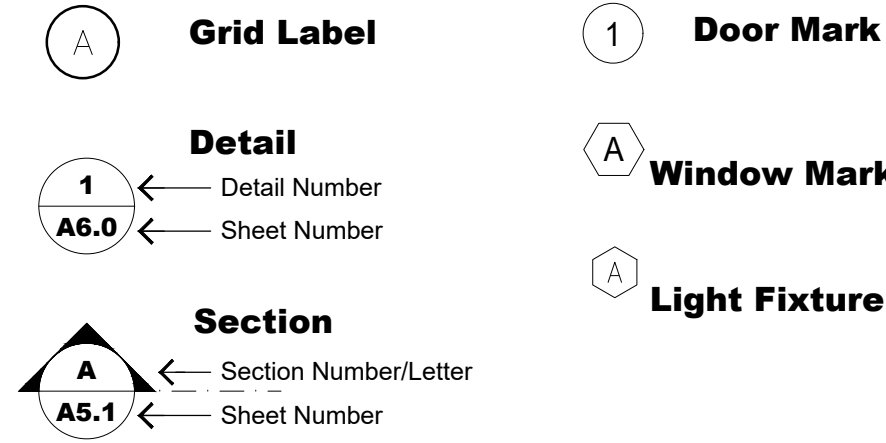 A Grid Label
Detail
1 Detail Number
A6.0 Sheet Number
Section
A Section Number/Letter
A5.1 Sheet Number
1 Door Mark
A Window Mark
A Light Fixture